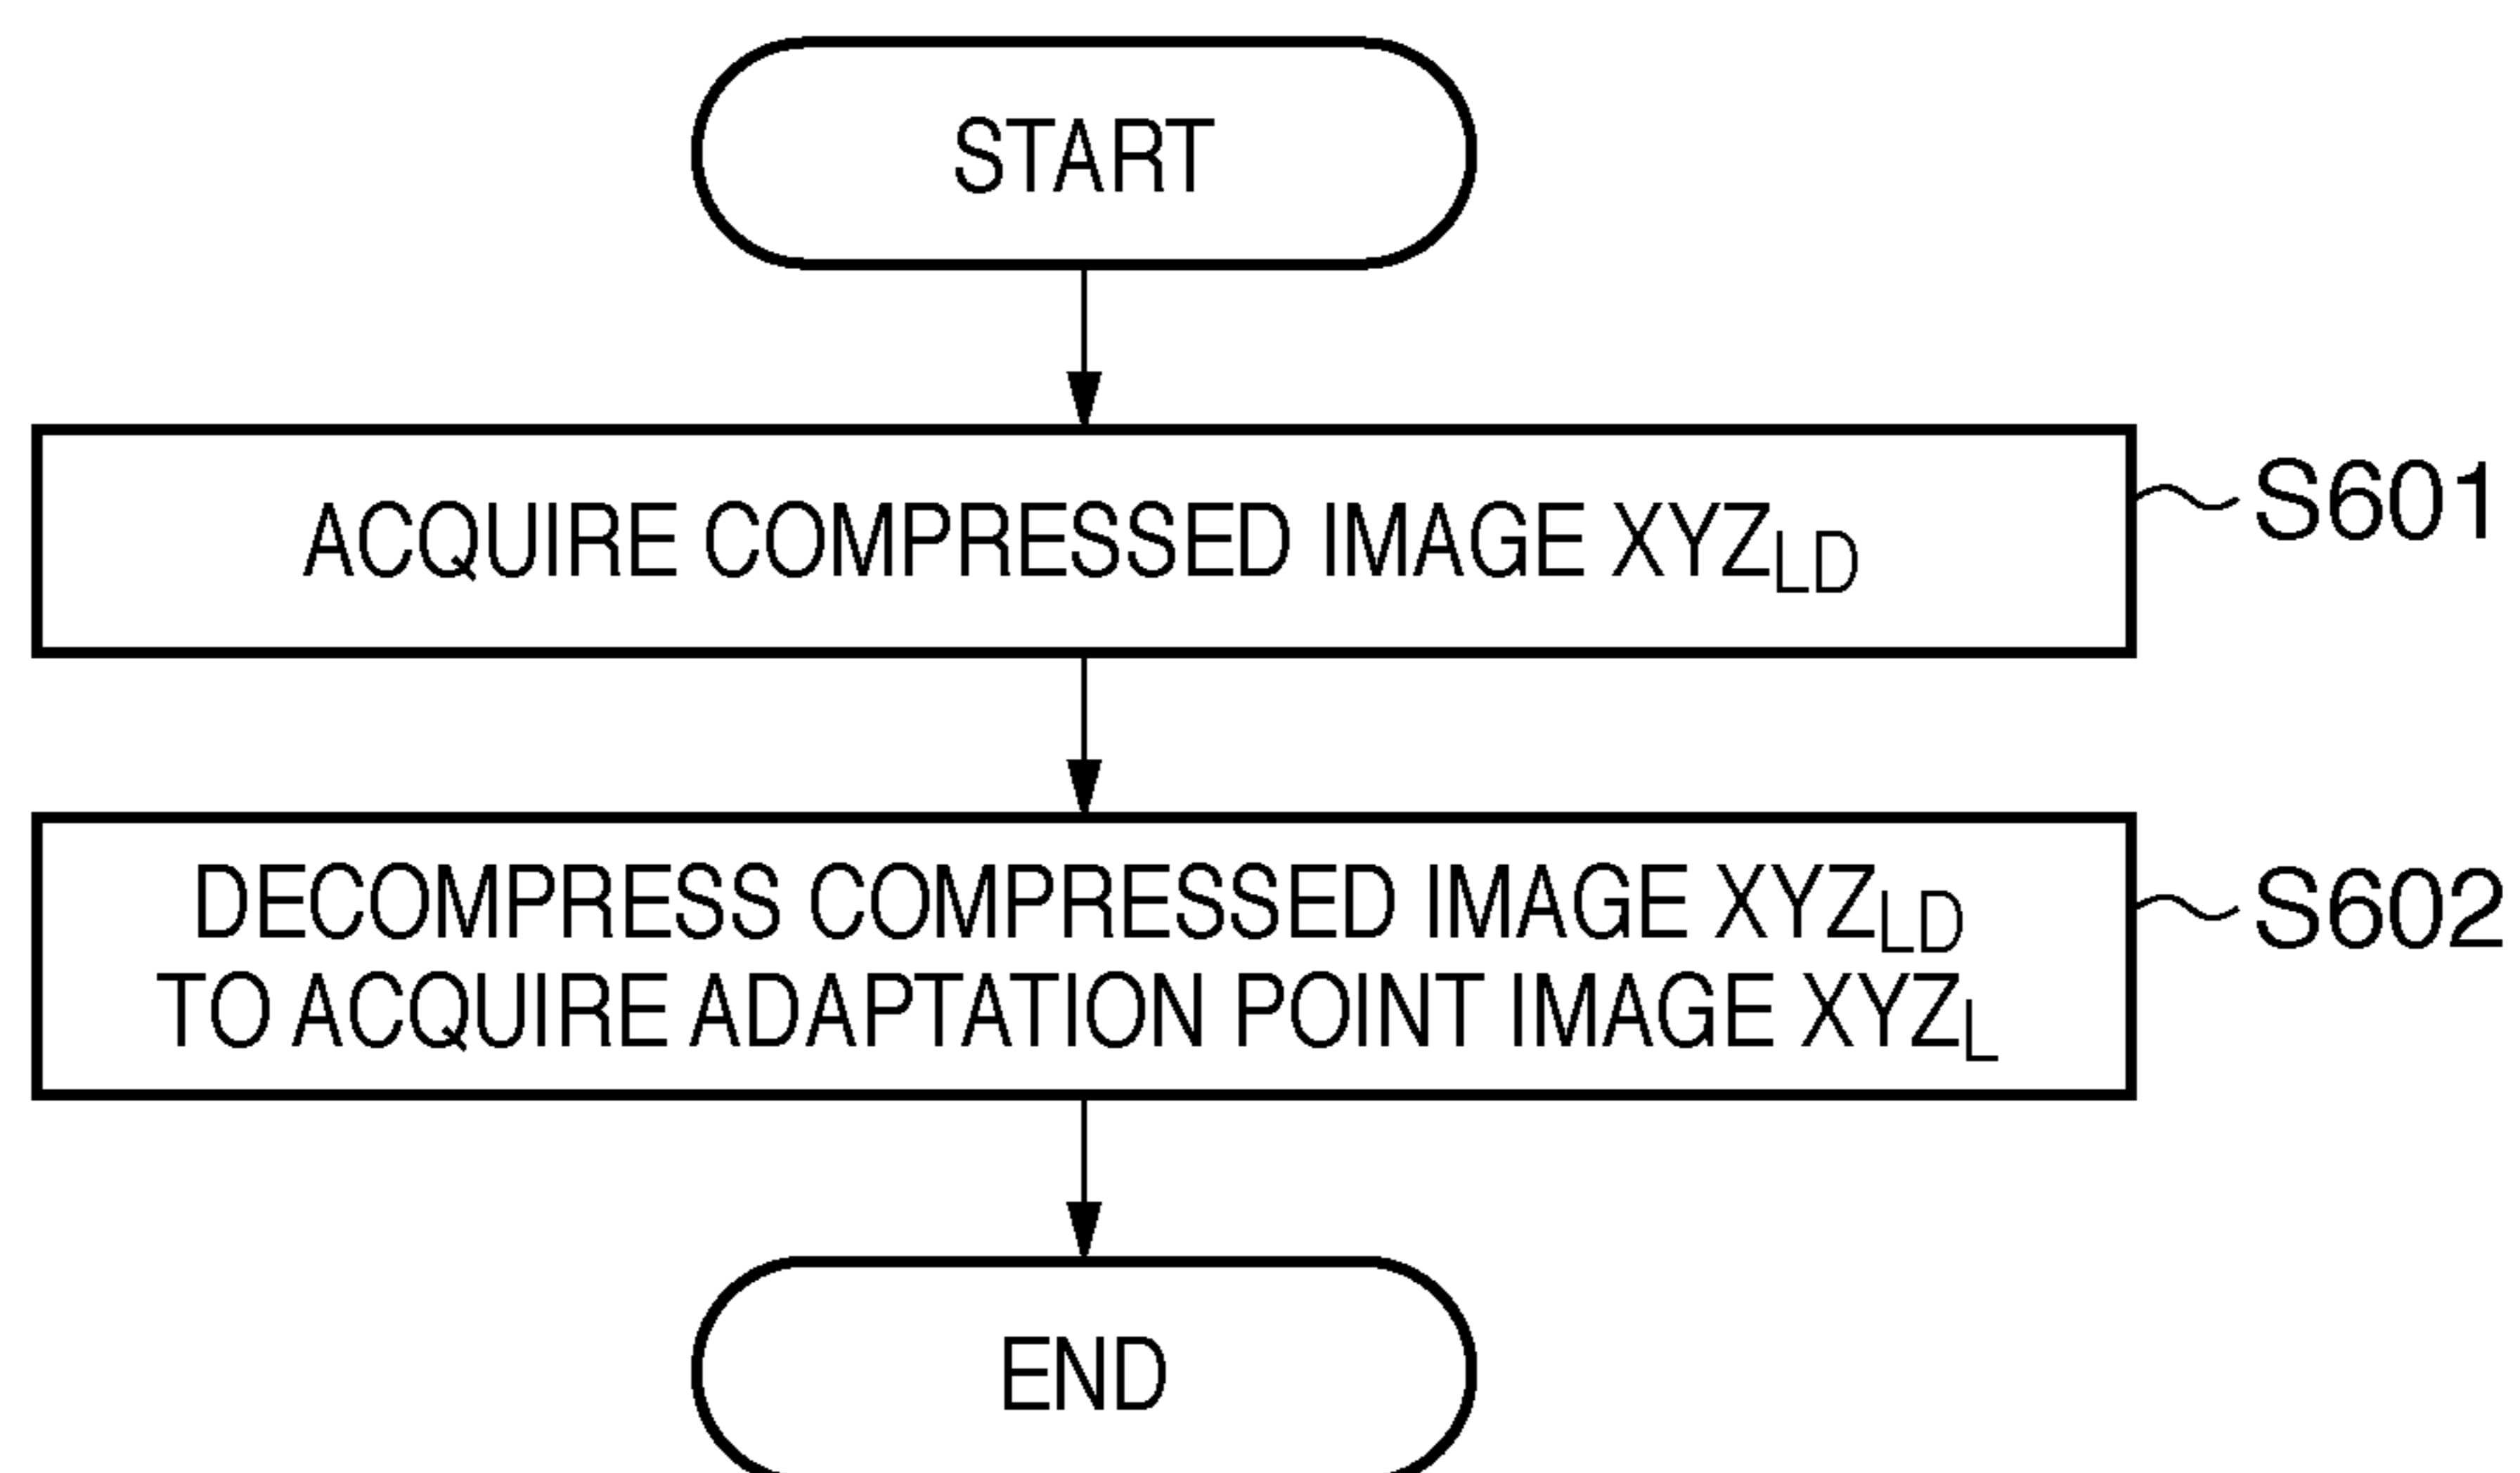 START
ACQUIRE COMPRESSED IMAGE XYZLD
S601
DECOMPRESS COMPRESSED IMAGE XYZLD
TO ACQUIRE ADAPTATION POINT IMAGE XYZL
S602
END